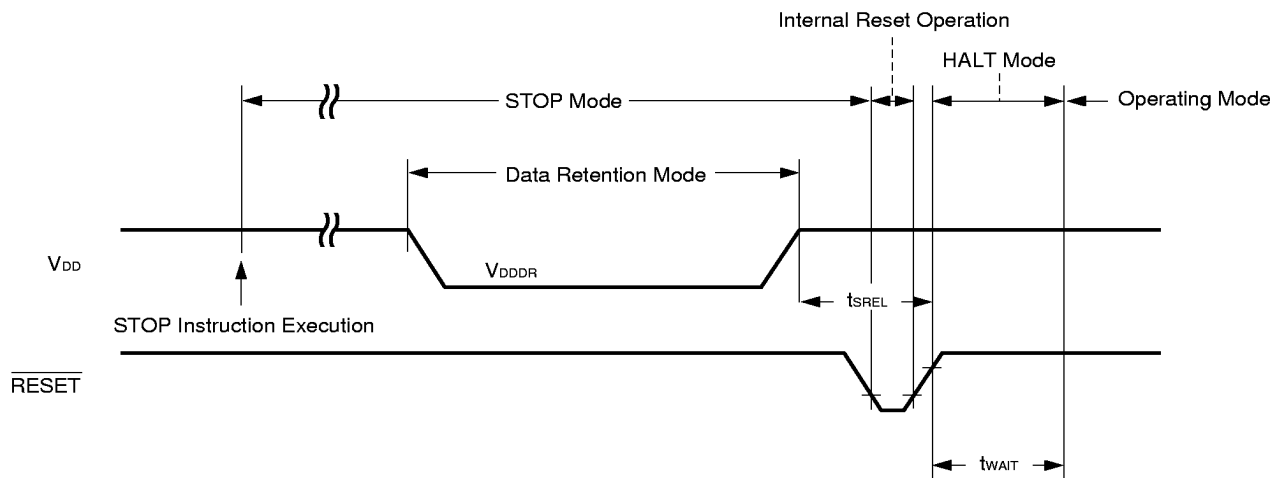 Internal Reset Operation
HALT Mode
STOP Mode
Operating Mode
Data Retention Mode
VDD
VDDDR
tSREL
STOP Instruction Execution
RESET
tWAIT